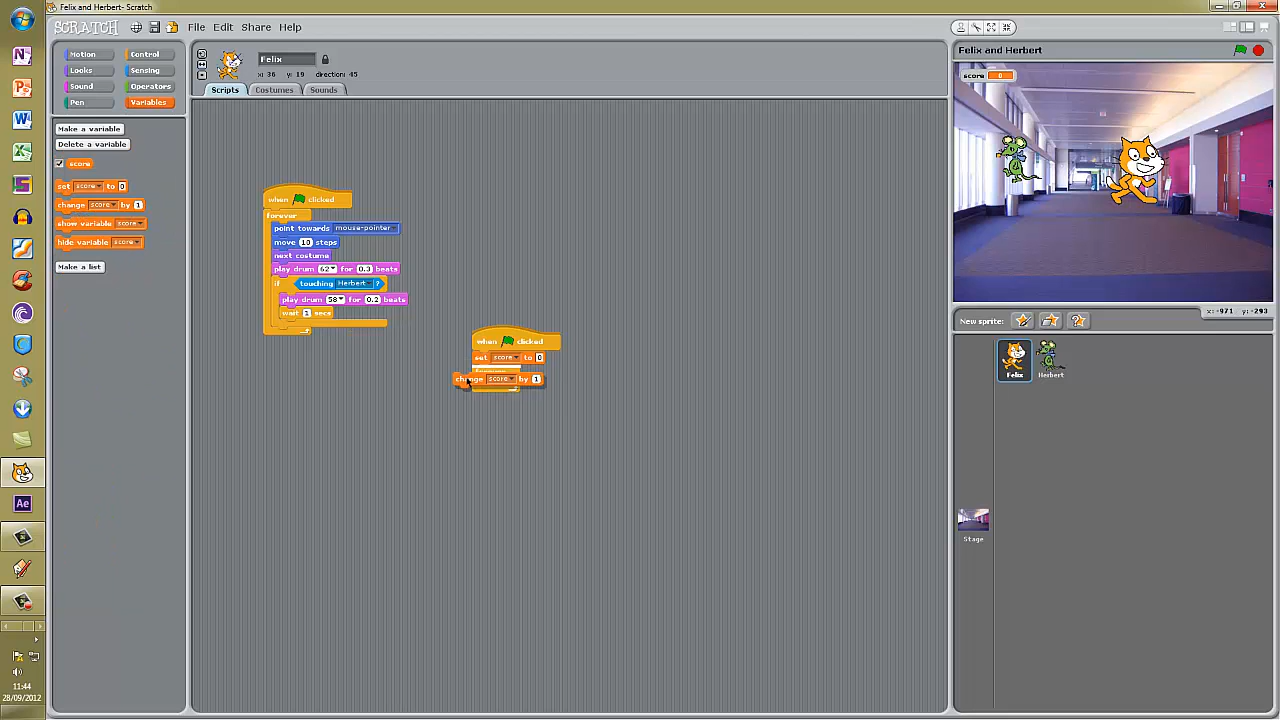 Felix and Herbert- Scratch
SCRATCH
File Edit Share Help
Motion Control
Looks Sensing
Sound Operators
Pen Variables
Make a variable
Delete a variable
score
set score to 0
change score by 1
show variable score
hide variable score
Make a list
Felix
x: 36 y: 19 direction: 45
Scripts Costumes Sounds
when clicked
forever
point towards mouse-pointer
move 10 steps
next costume
play drum 62 for 0.3 beats
if touching Herbert ?
play drum 58 for 0.2 beats
wait 1 secs
when clicked
set score to 0
change score by 1
Felix and Herbert
score 0
x: -971 y: -293
New sprite:
Felix Herbert
Stage
Ae
11:44
28/09/2012